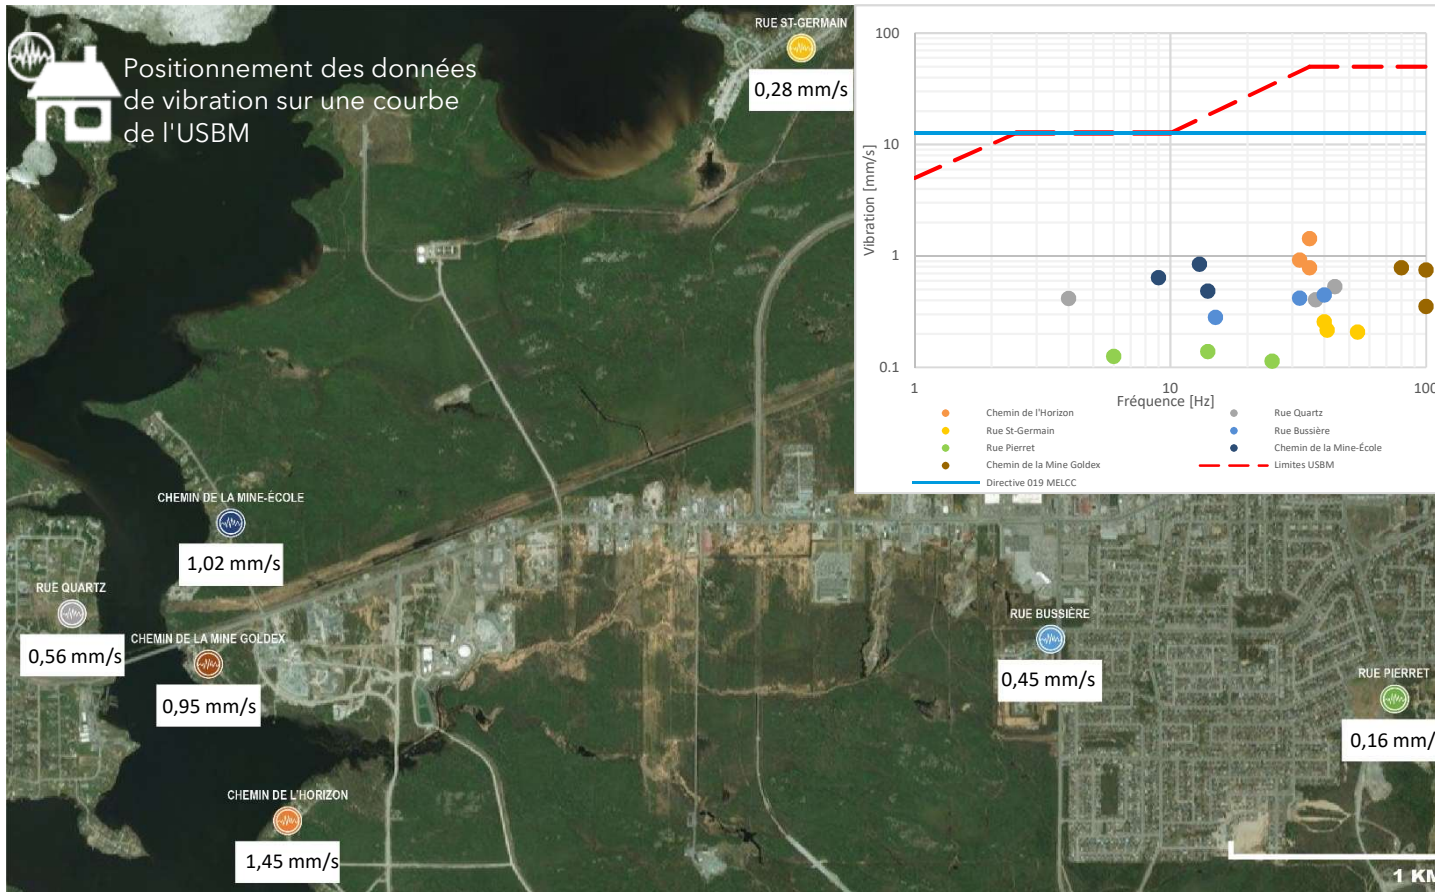 Positionnement des données
de vibration sur une courbe
de l'USBM
RUE ST-GERMAIN
0,28 mm/s
100
10
1
0.1
Vibration [mm/s]
1
10
100
Fréquence [Hz]
Chemin de l'Horizon
Rue Quartz
Rue St-Germain
Rue Bussière
Rue Pierret
Chemin de la Mine-École
Chemin de la Mine Goldex
Limites USBM
Directive 019 MELCC
CHEMIN DE LA MINE-ÉCOLE
1,02 mm/s
RUE QUARTZ
0,56 mm/s
CHEMIN DE LA MINE GOLDEX
0,95 mm/s
RUE BUSSIÈRE
0,45 mm/s
RUE PIERRET
0,16 mm/
CHEMIN DE L'HORIZON
1,45 mm/s
1 KM